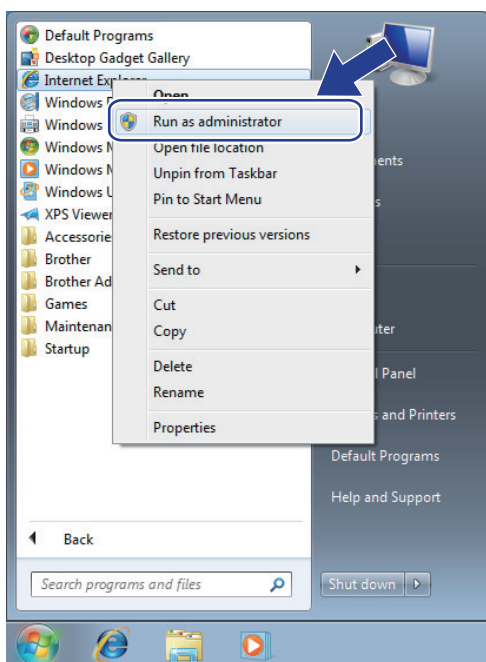 Default Programs
Desktop Gadget Gallery
Internet Explorer
Windows
Windows
Windows
Windows
Windows
XPS Viewer
Accessorie
Brother
Brother Ad
Games
Maintenan
Startup
Back
Search programs and files
Open
Run as administrator
Open file location
Unpin from Taskbar
Pin to Start Menu
Restore previous versions
Send to
Cut
Copy
Delete
Rename
Properties
ents
s
uter
l Panel
s and Printers
Default Programs
Help and Support
Shut down